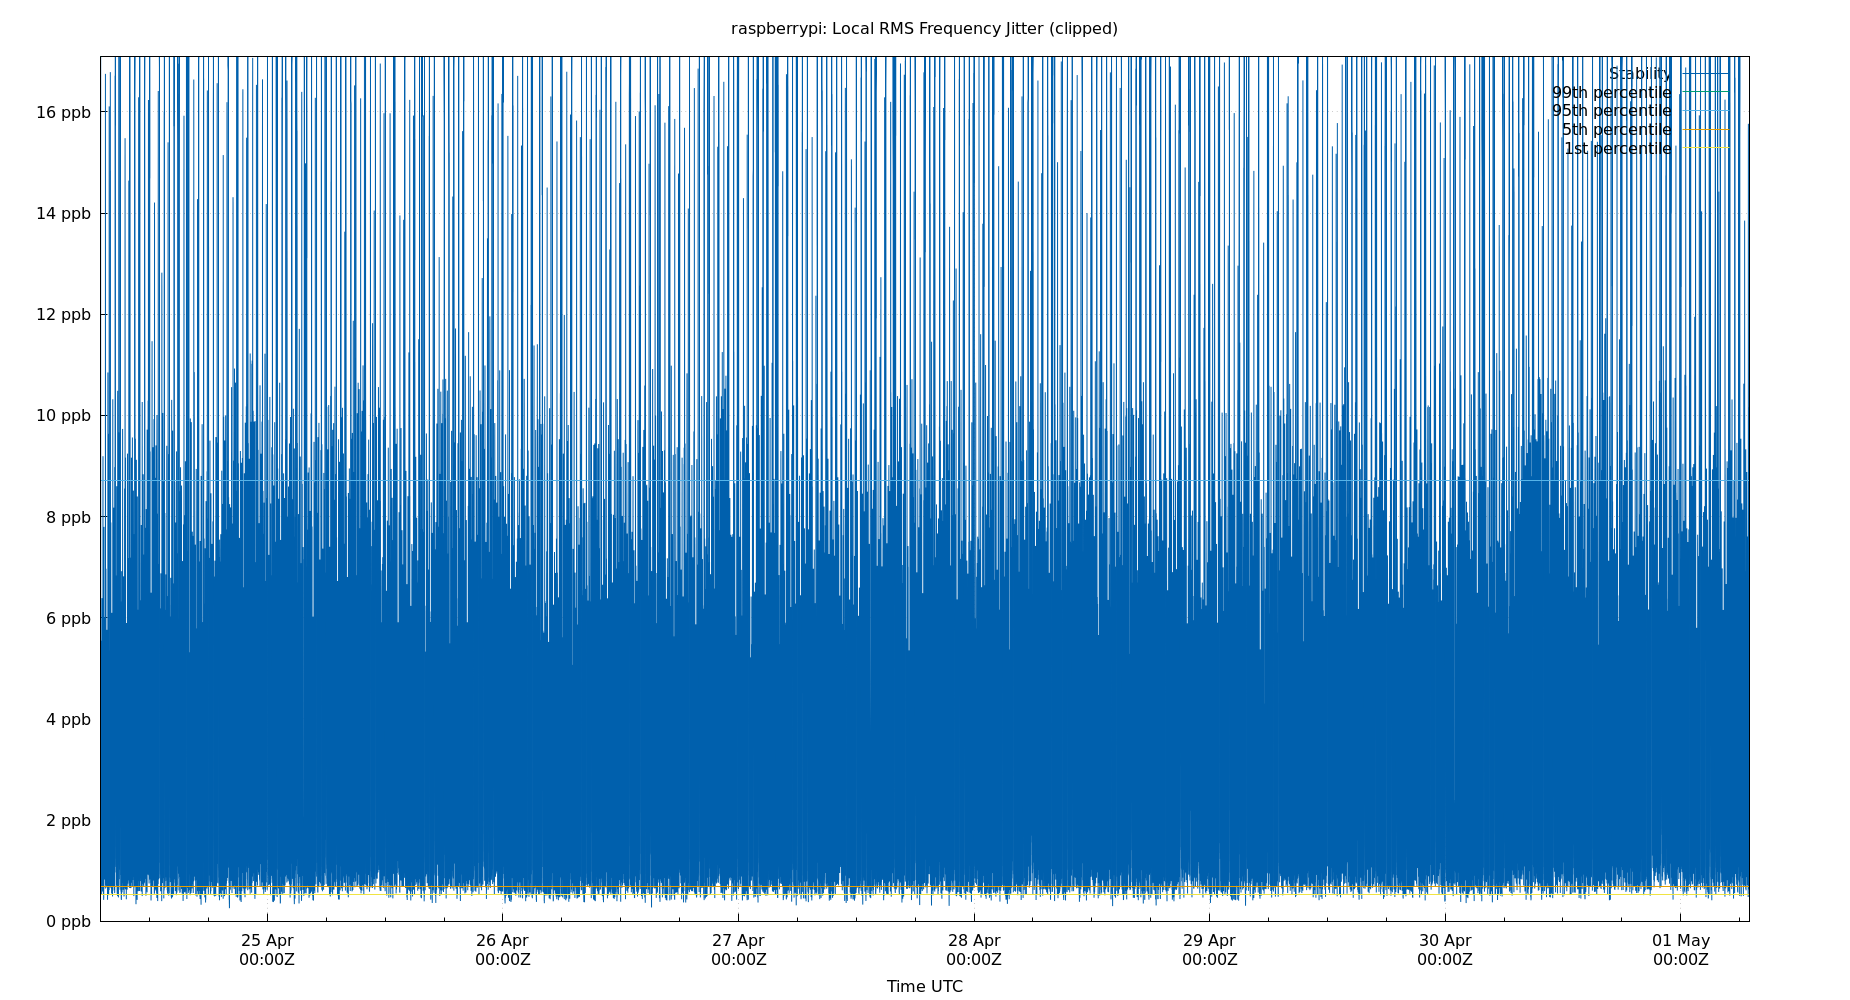 raspberrypi: Local RMS Frequency Jitter (clipped)
Stability
99th percentile
95th percentile
5th percentile
1st percentile
16 ppb
14 ppb
12 ppb
10 ppb
8 ppb
6 ppb
4 ppb
2 ppb
0 ppb
25 Apr 26 Apr 27 Apr 28 Apr 29 Apr 30 Apr 01 May
00:00Z 00:00Z 00:00Z 00:00Z 00:00Z 00:00Z 00:00Z
Time UTC